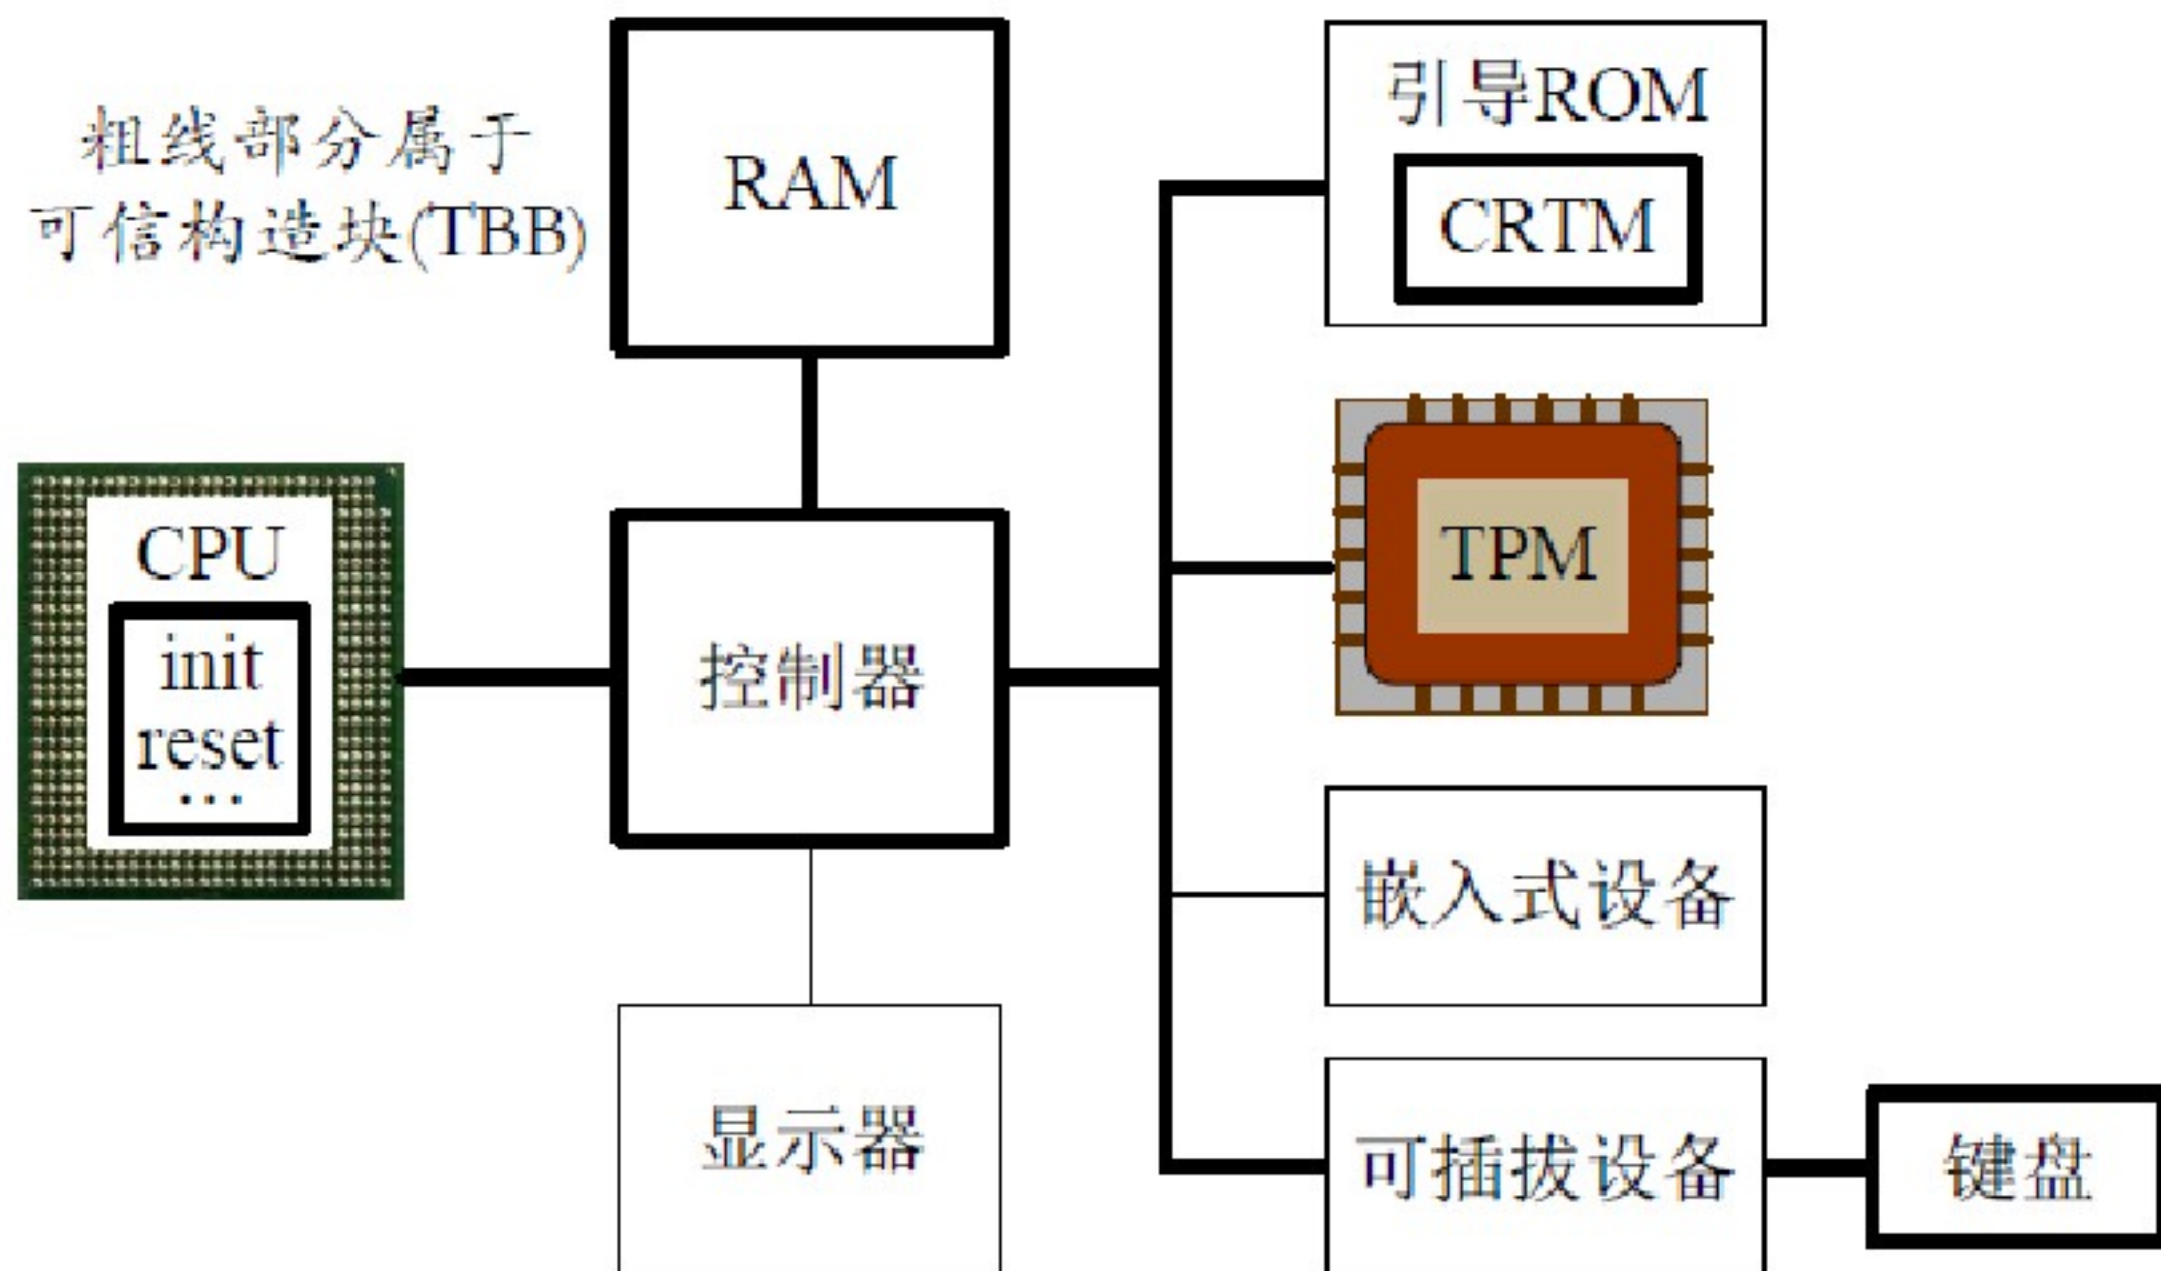 粗线部分属于
可信构造块(TBB)
RAM
引导ROM
CRTM
CPU
init
reset
...
控制器
TPM
嵌入式设备
显示器
可插拔设备
键盘